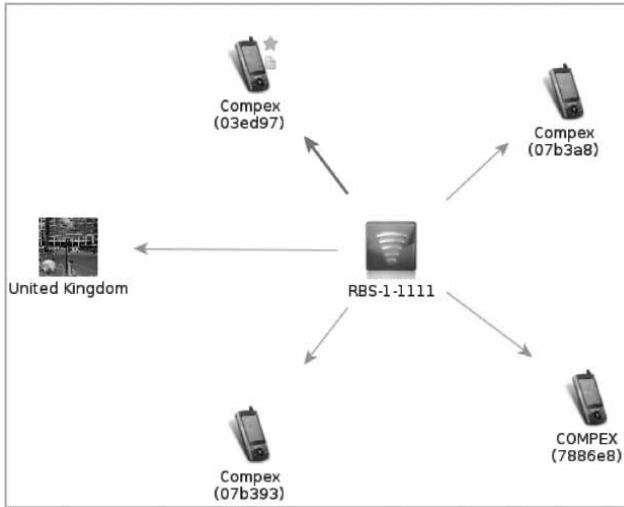 Compex
(03ed97)
Compex
(07b3a8)
United Kingdom
RBS-1-1111
COMPEX
(7886e8)
Compex
(07b393)